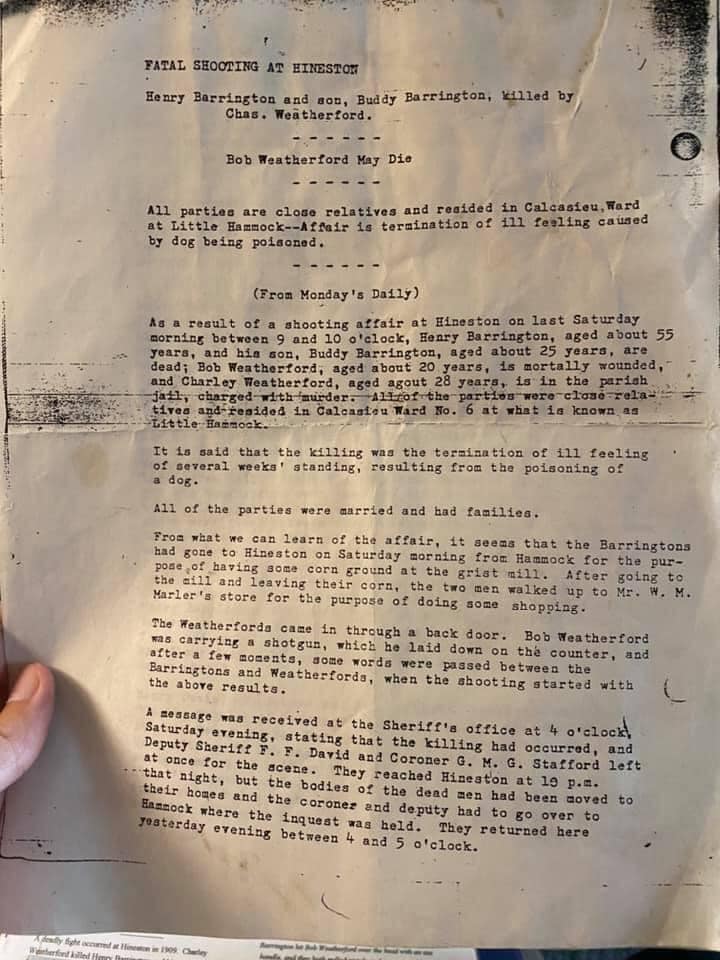 FATAL SHOOTING AT HINESTON
Henry Barrington and son, Buddy Barrington, killed by
Chas. Weatherford.
- - - - - -
Bob Weatherford May Die
- - - - - -
All parties are close relatives and resided in Calcasieu Ward
at Little Hammock--Affair is termination of ill feeling caused
by dog being poisoned.
- - - - - -
(From Monday's Daily)
As a result of a shooting affair at Hineston on last Saturday
morning between 9 and 10 o'clock, Henry Barrington, aged about 55
years, and his son, Buddy Barrington, aged about 25 years, are
dead; Bob Weatherford, aged about 20 years, is mortally wounded,
and Charley Weatherford, aged agout 28 years, is in the parish
jail, charged with murder. All of the parties were close rela-
tives and resided in Calcasieu Ward No. 6 at what is known as
Little Hammock.
It is said that the killing was the termination of ill feeling
of several weeks' standing, resulting from the poisoning of
a dog.
All of the parties were married and had families.
From what we can learn of the affair, it seems that the Barringtons
had gone to Hineston on Saturday morning from Hammock for the pur-
pose of having some corn ground at the grist mill. After going to
the mill and leaving their corn, the two men walked up to Mr. W. M.
Marler's store for the purpose of doing some shopping.
The Weatherfords came in through a back door. Bob Weatherford
was carrying a shotgun, which he laid down on the counter, and
after a few moments, some words were passed between the
Barringtons and Weatherfords, when the shooting started with
the above results.
A message was received at the Sheriff's office at 4 o'clock,
Saturday evening, stating that the killing had occurred, and
Deputy Sheriff F. F. David and Coroner G. M. G. Stafford left
at once for the scene. They reached Hineston at p.m.
that night, but the bodies of the dead men had been moved to
their homes and the coroner and deputy had to go over to
Hammock where the inquest was held. They returned here
yesterday evening between 4 and 5 o'clock.
A deadly fight occurred at Hineston in 1909. Charley
Weatherford killed Henry
Barrington hit Bob Weatherford over the head with an axe
handle, and they both